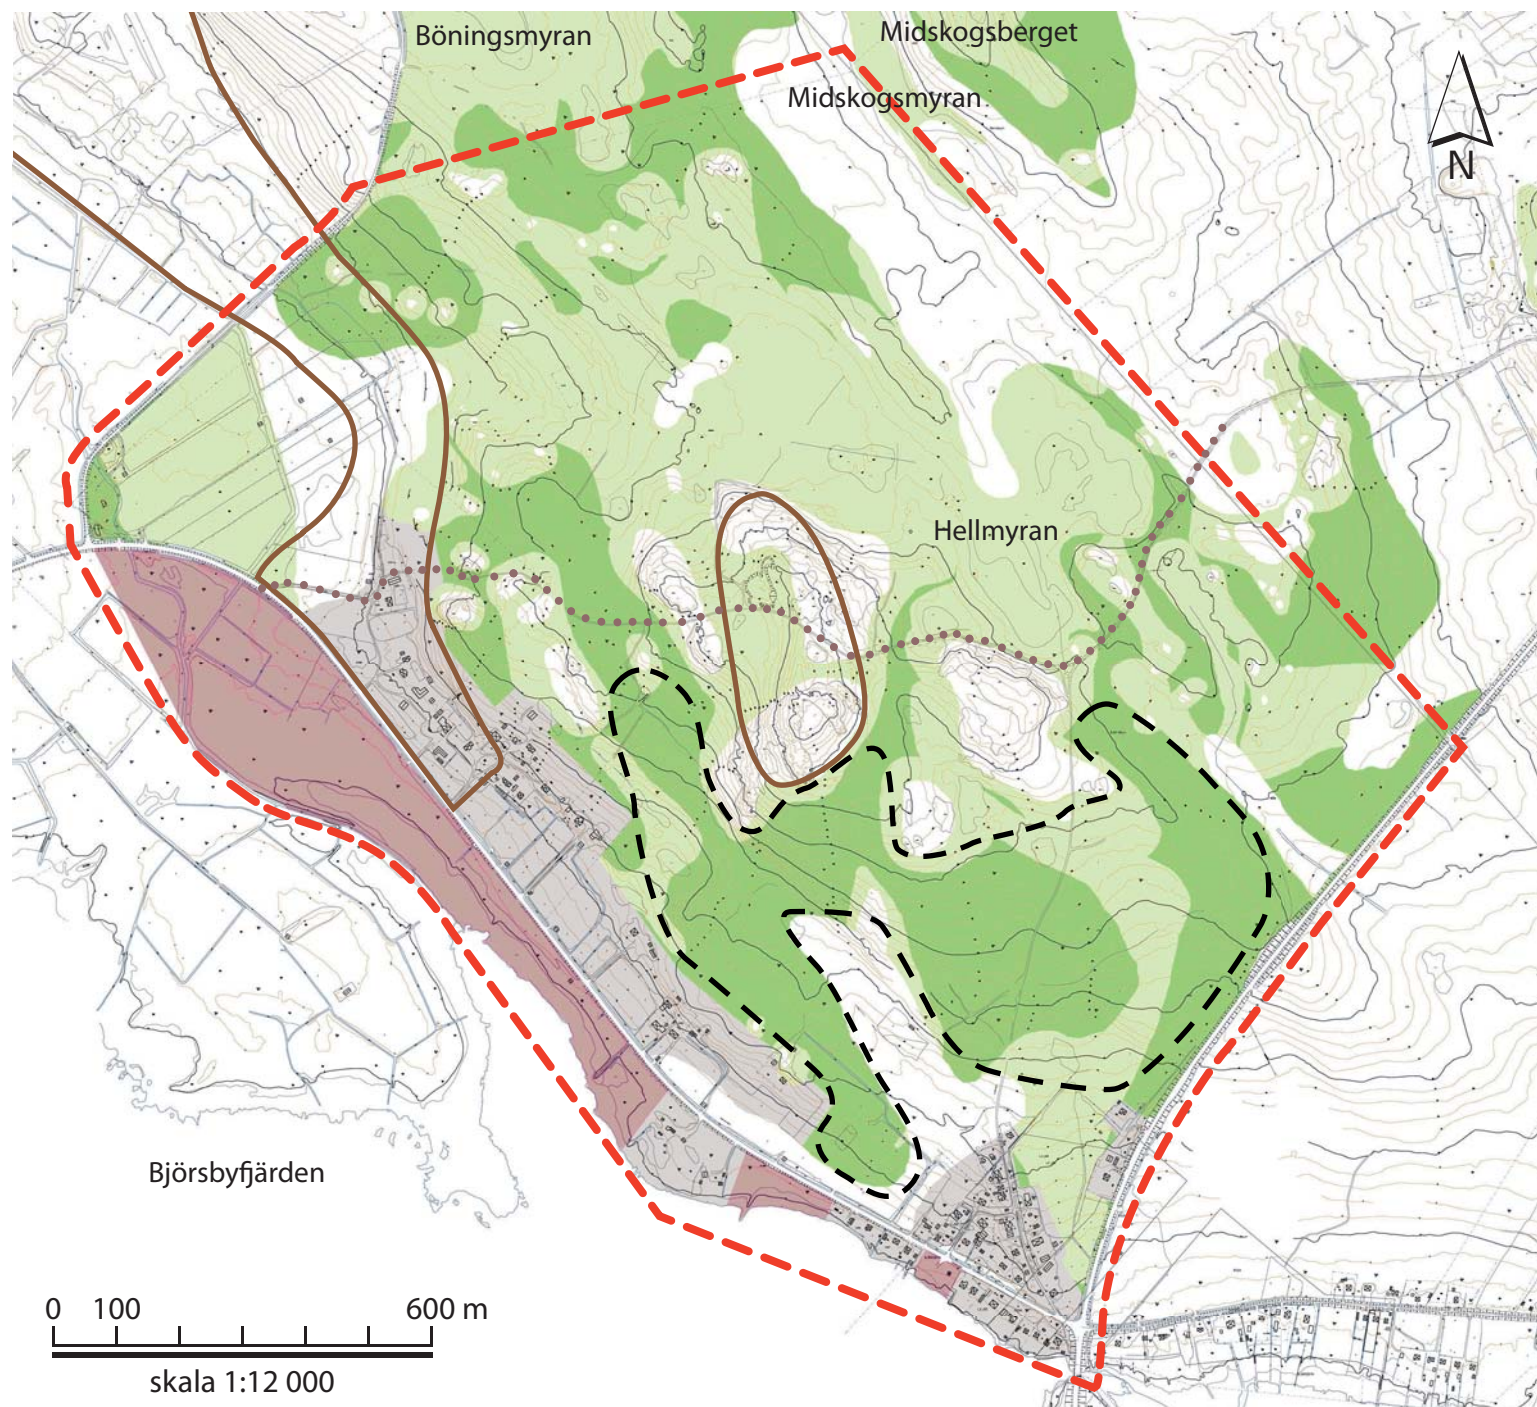 Böningsmyran
Midskogsberget
Midskogsmyran
N
Hellmyran
Björsbyfjärden
0 100 600 m
skala 1:12 000